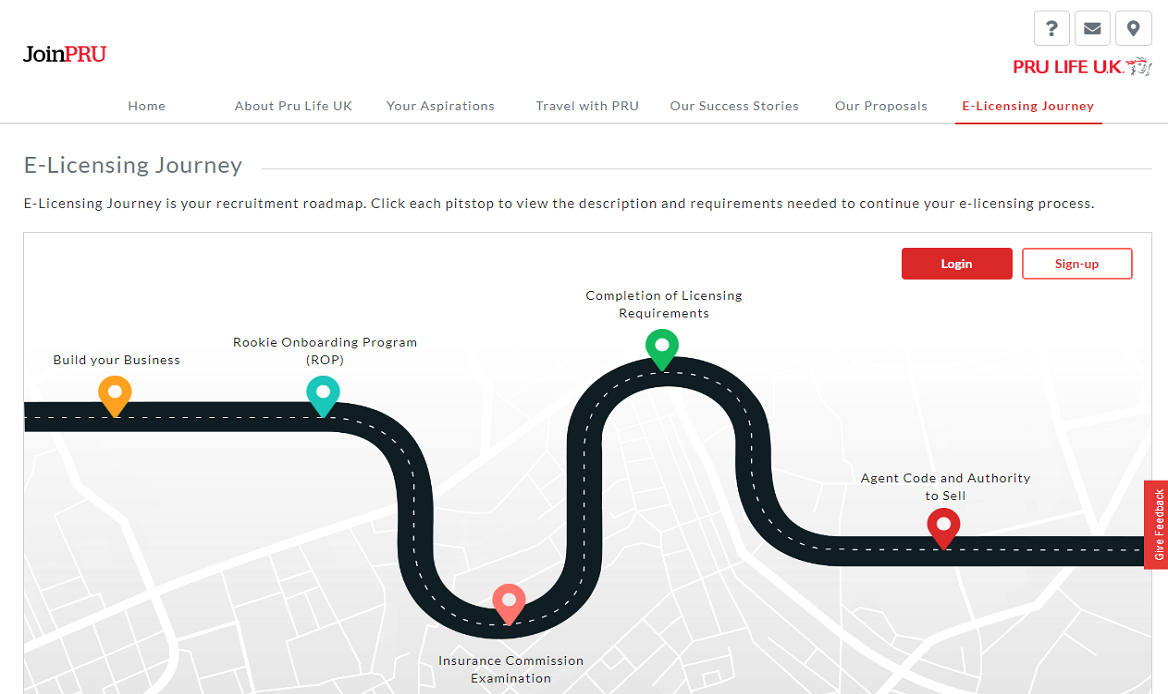 ?
JoinPRU
PRU LIFE U.K.
Home About Pru Life UK Your Aspirations Travel with PRU Our Success Stories Our Proposals E-Licensing Journey
E-Licensing Journey
E-Licensing Journey is your recruitment roadmap. Click each pitstop to view the description and requirements needed to continue your e-licensing process.
Login Sign-up
Completion of Licensing
Requirements
Rookie Onboarding Program
(ROP)
Build your Business
Agent Code and Authority
to Sell
Give Feedback
Insurance Commission
Examination